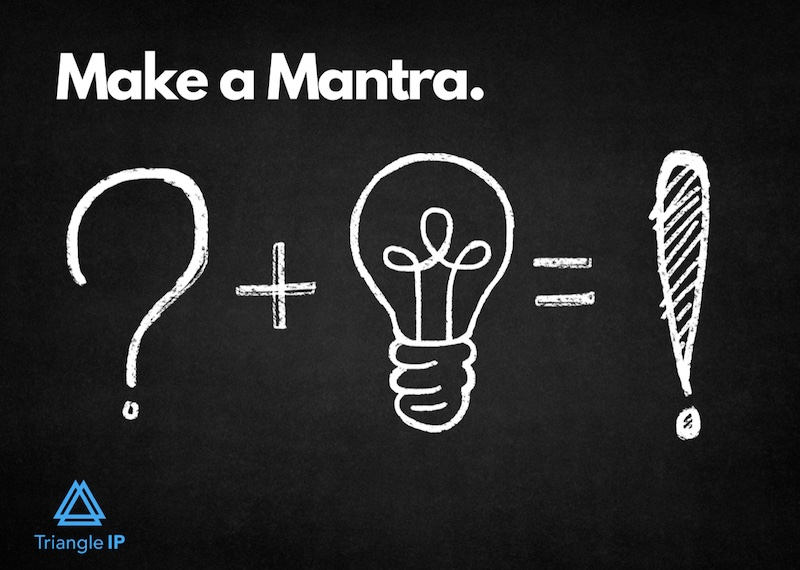 Make a Mantra.
? + = !
Triangle IP